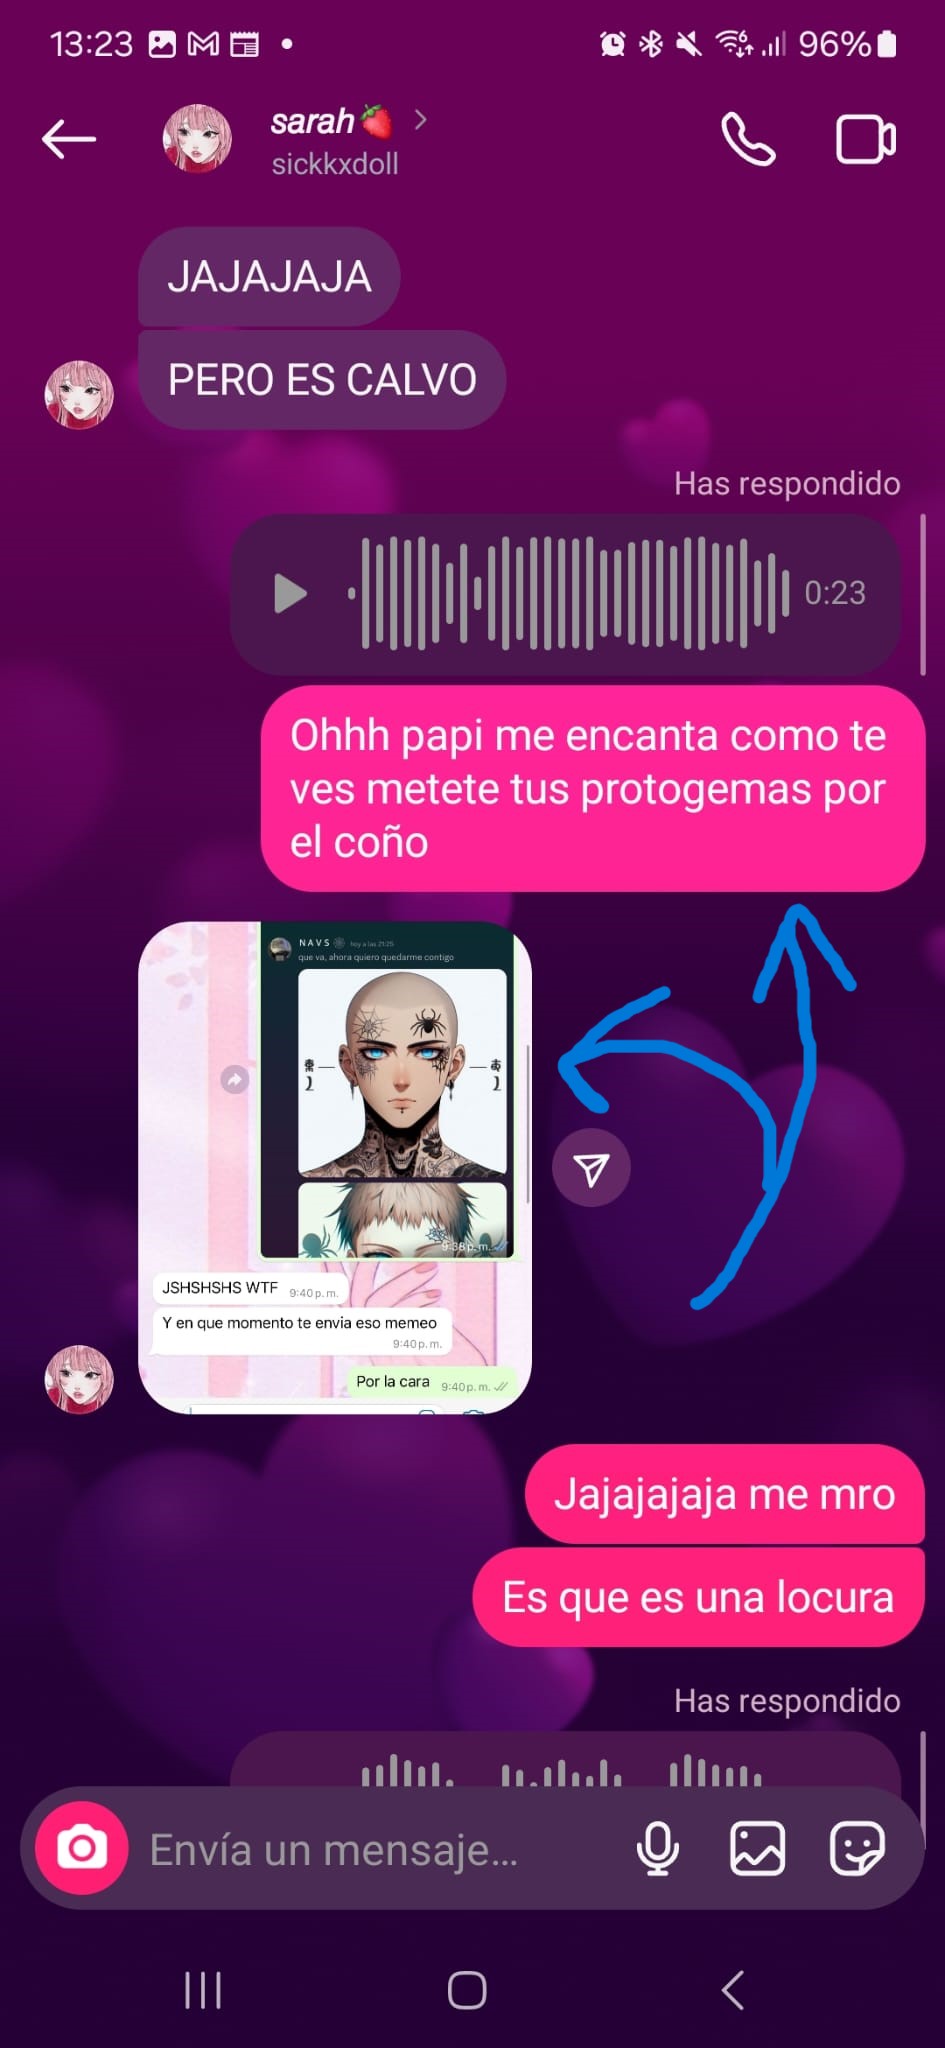 13:23
96%
sarah🍓
sickkxdoll
JAJAJAJA
PERO ES CALVO
Has respondido
0:23
Ohhh papi me encanta como te
ves metete tus protogemas por
el coño
NAVS hoy a las 21:25
que va, ahora quiero quedarme contigo
9:38 p. m.
JSHSHSHS WTF 9:40 p. m.
Y en que momento te envia eso memeo
9:40 p. m.
Por la cara 9:40 p. m.
Jajajajaja me mro
Es que es una locura
Has respondido
Envía un mensaje...